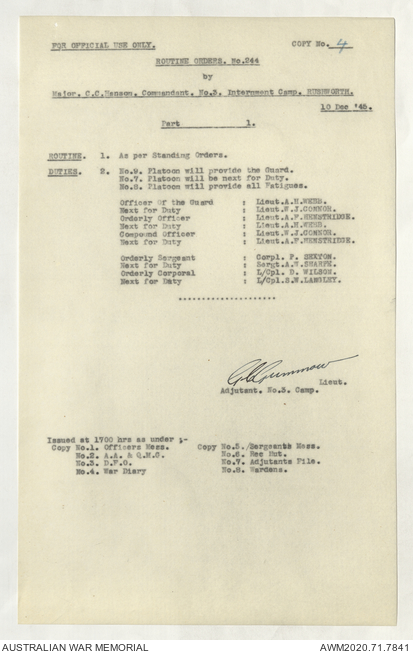 FOR OFFICIAL USE ONLY. COPY No. 4
ROUTINE ORDERS. No.244
by
Major. C.C.Henson. Commandant. No.3. Internment Camp. RUSHWORTH.
10 Dec '45.
Part 1.
ROUTINE. 1. As per Standing Orders.
DUTIES. 2. No.9. Platoon will provide the Guard.
No.7. Platoon will be next for Duty.
No.8. Platoon will provide all Fatigues.
Officer Of the Guard : Lieut.A.H.WEBB.
Next for Duty : Lieut.W.J.CONNOR.
Orderly Officer : Lieut.A.F.HENSTRIDGE.
Next for Duty : Lieut.A.H.WEBB.
Compound Officer : Lieut.W.J.CONNOR.
Next for Duty : Lieut.A.F.HENSTRIDGE.
Orderly Sergeant : Corpl. P. SEXTON.
Next for Duty : Sergt.A.E.SHARPE.
Orderly Corporal : L/Cpl. D. WILSON.
Next for Duty : L/Cpl.S.W.LANGLEY.
*********************
Lieut.
Adjutant. No.3. Camp.
Issued at 1700 hrs as under ;-
Copy No.1. Officers Mess. Copy No.5./Sergeants Mess.
No.2. A.A. & Q.M.G. No.6. Rec Hut.
No.3. D.F.O. No.7. Adjutants File.
No.4. War Diary No.8. Wardens.
AUSTRALIAN WAR MEMORIAL AWM2020.71.7841